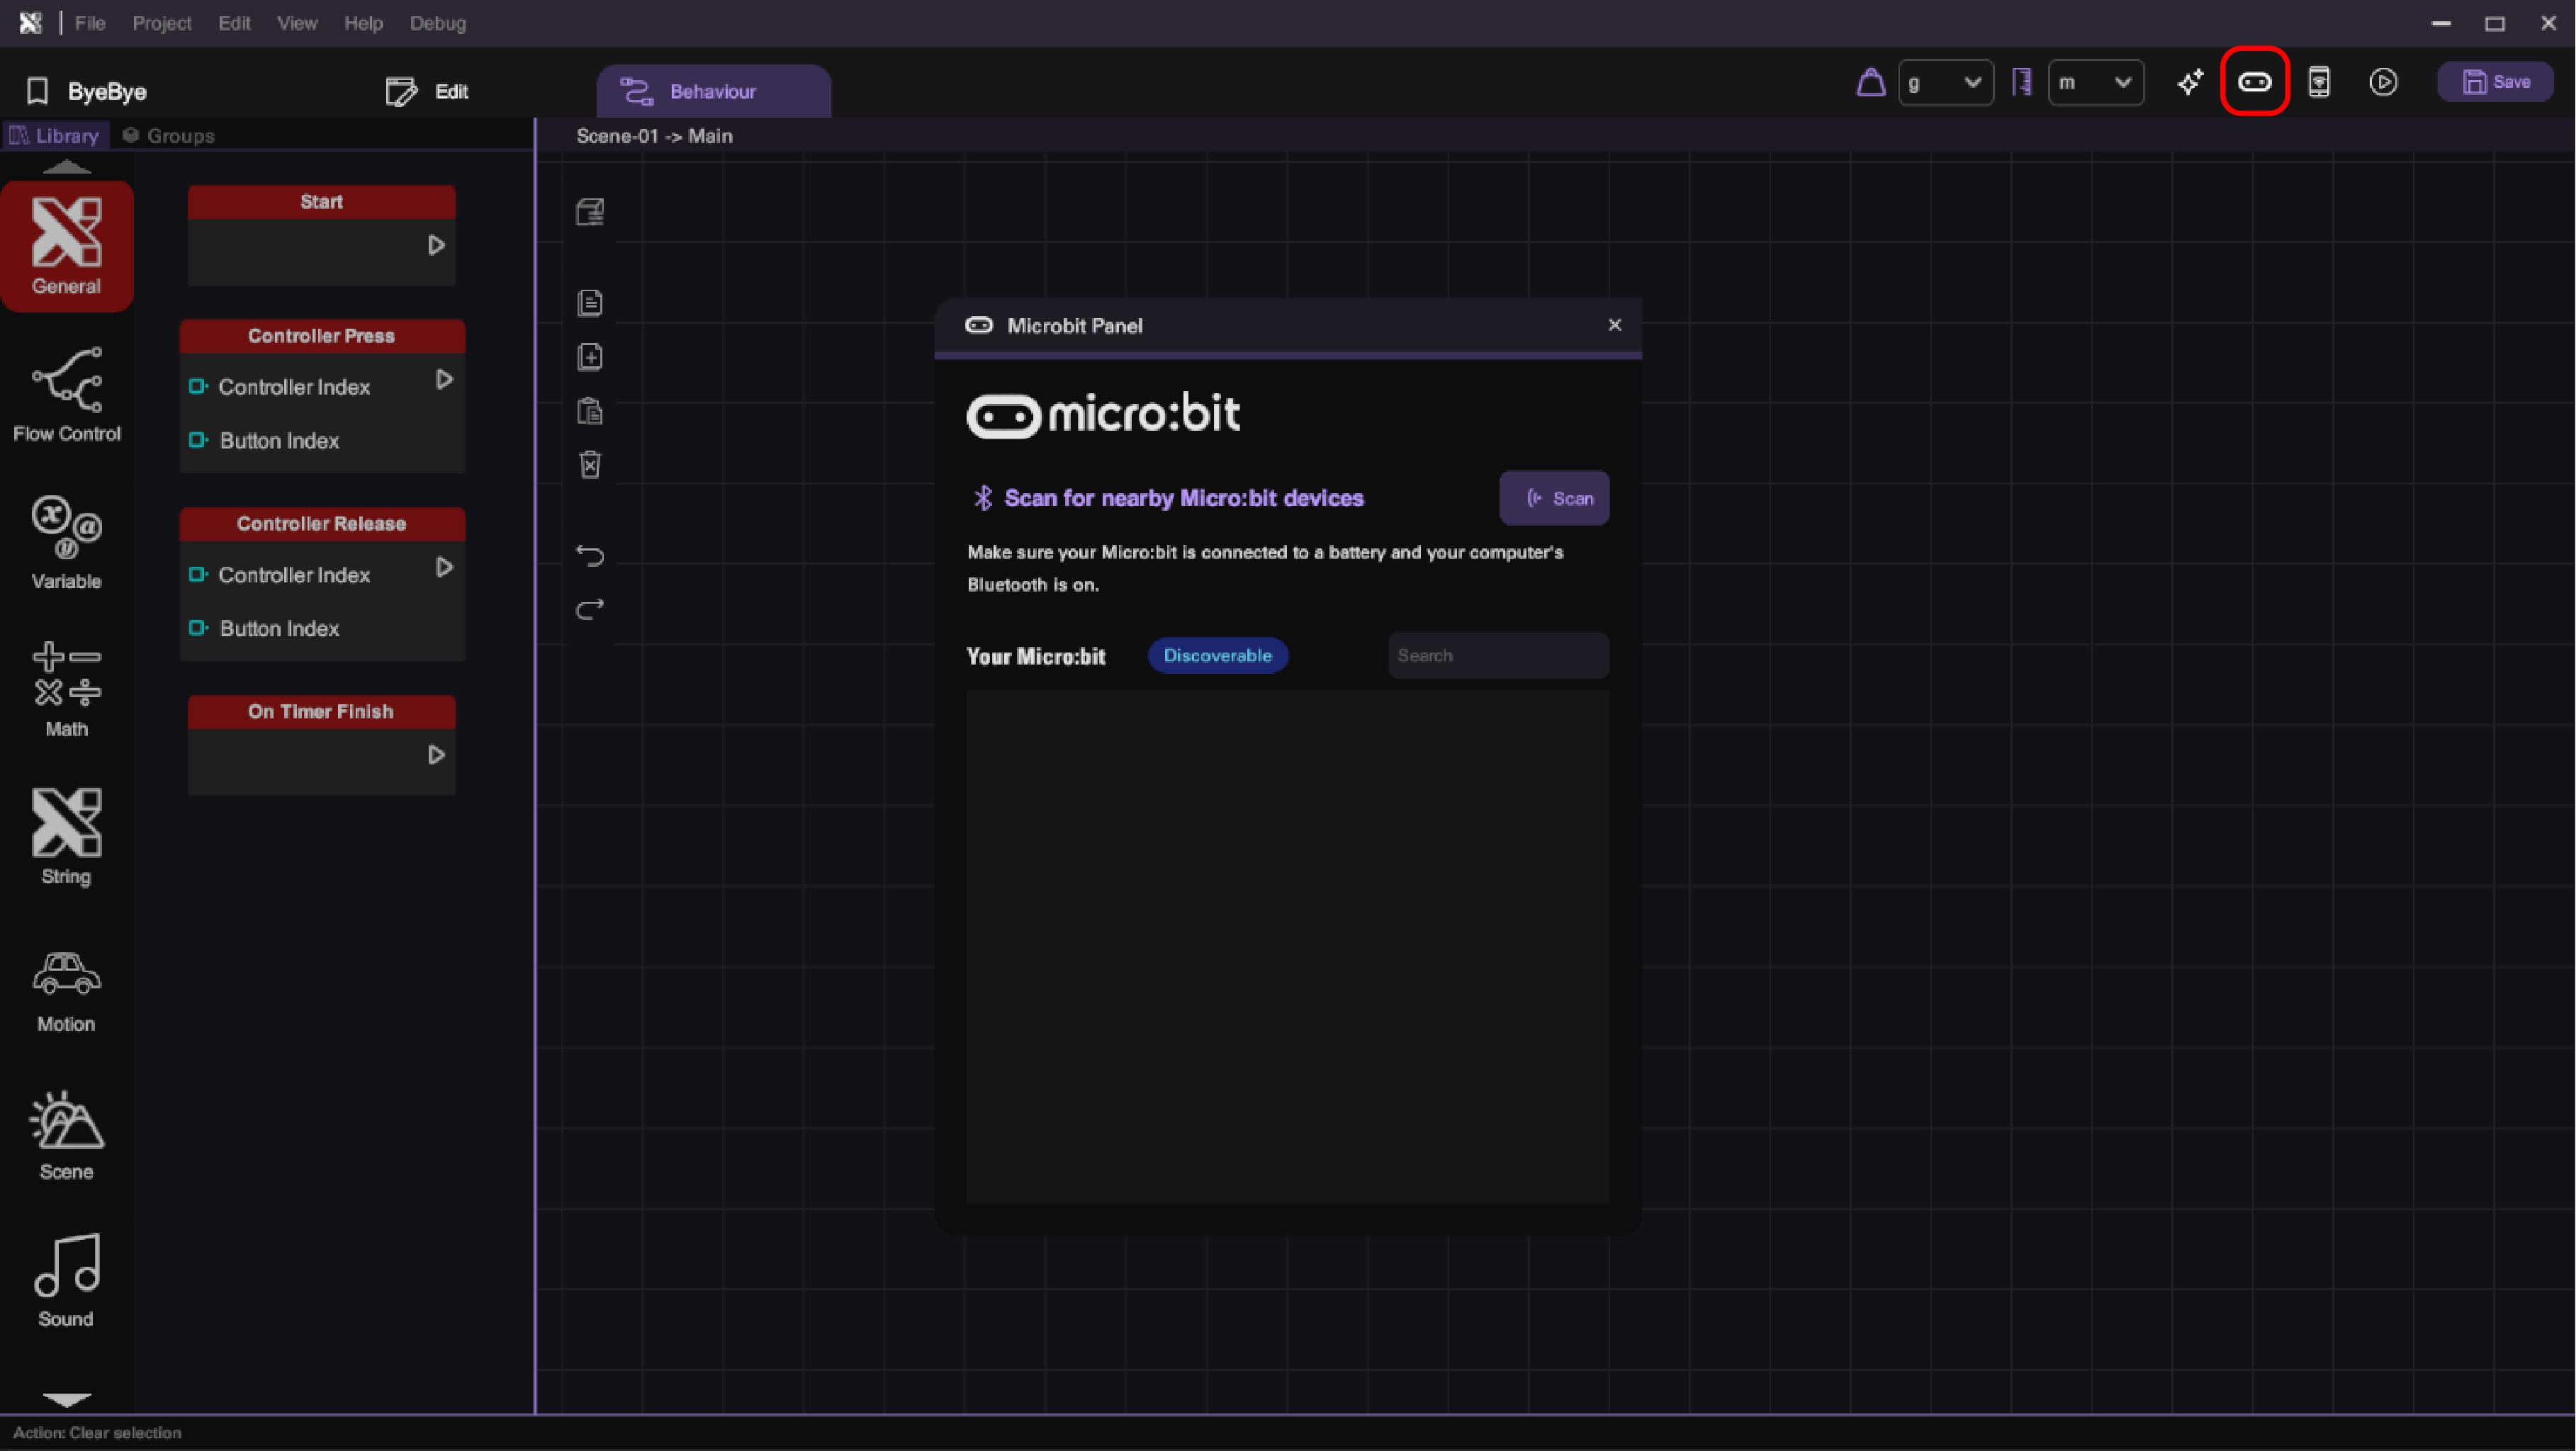 File Project Edit View Help Debug
ByeBye
Edit
Behaviour
g
m
Save
Library
Groups
Scene-01 -> Main
General
Flow Control
Variable
Math
String
Motion
Scene
Sound
Start
Controller Press
Controller Index
Button Index
Controller Release
Controller Index
Button Index
On Timer Finish
Microbit Panel
micro:bit
Scan for nearby Micro:bit devices
Scan
Make sure your Micro:bit is connected to a battery and your computer's
Bluetooth is on.
Your Micro:bit
Discoverable
Search
Action: Clear selection